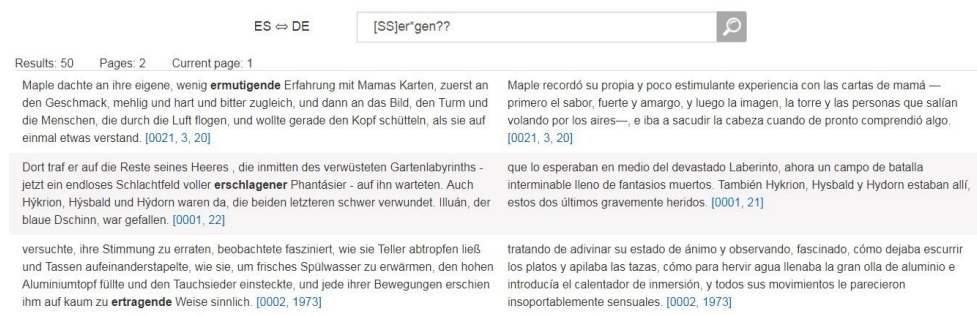 ES ⇔ DE
[SS]er*gen??
Results: 50 Pages: 2 Current page: 1
Maple dachte an ihre eigene, wenig ermutigende Erfahrung mit Mamas Karten, zuerst an
den Geschmack, mehlig und hart und bitter zugleich, und dann an das Bild, den Turm und
die Menschen, die durch die Luft flogen, und wollte gerade den Kopf schütteln, als sie auf
einmal etwas verstand. [0021, 3, 20]
Maple recordó su propia y poco estimulante experiencia con las cartas de mamá —
primero el sabor, fuerte y amargo, y luego la imagen, la torre y las personas que salían
volando por los aires—, e iba a sacudir la cabeza cuando de pronto comprendió algo.
[0021, 3, 20]
Dort traf er auf die Reste seines Heeres , die inmitten des verwüsteten Gartenlabyrinths -
jetzt ein endloses Schlachtfeld voller erschlagener Phantásier - auf ihn warteten. Auch
Hýkrion, Hýsbald und Hýdorn waren da, die beiden letzteren schwer verwundet. Illuán, der
blaue Dschinn, war gefallen. [0001, 22]
que lo esperaban en medio del devastado Laberinto, ahora un campo de batalla
interminable lleno de fantasios muertos. También Hykrion, Hysbald y Hydorn estaban allí,
estos dos últimos gravemente heridos. [0001, 21]
versuchte, ihre Stimmung zu erraten, beobachtete fasziniert, wie sie Teller abtropfen ließ
und Tassen aufeinanderstapelte, wie sie, um frisches Spülwasser zu erwärmen, den hohen
Aluminiumtopf füllte und den Tauchsieder einsteckte, und jede ihrer Bewegungen erschien
ihm auf kaum zu ertragende Weise sinnlich. [0002, 1973]
tratando de adivinar su estado de ánimo y observando, fascinado, cómo dejaba escurrir
los platos y apilaba las tazas, cómo para hervir agua llenaba la gran olla de aluminio e
introducía el calentador de inmersión, y todos sus movimientos le parecieron
insoportablemente sensuales. [0002, 1973]